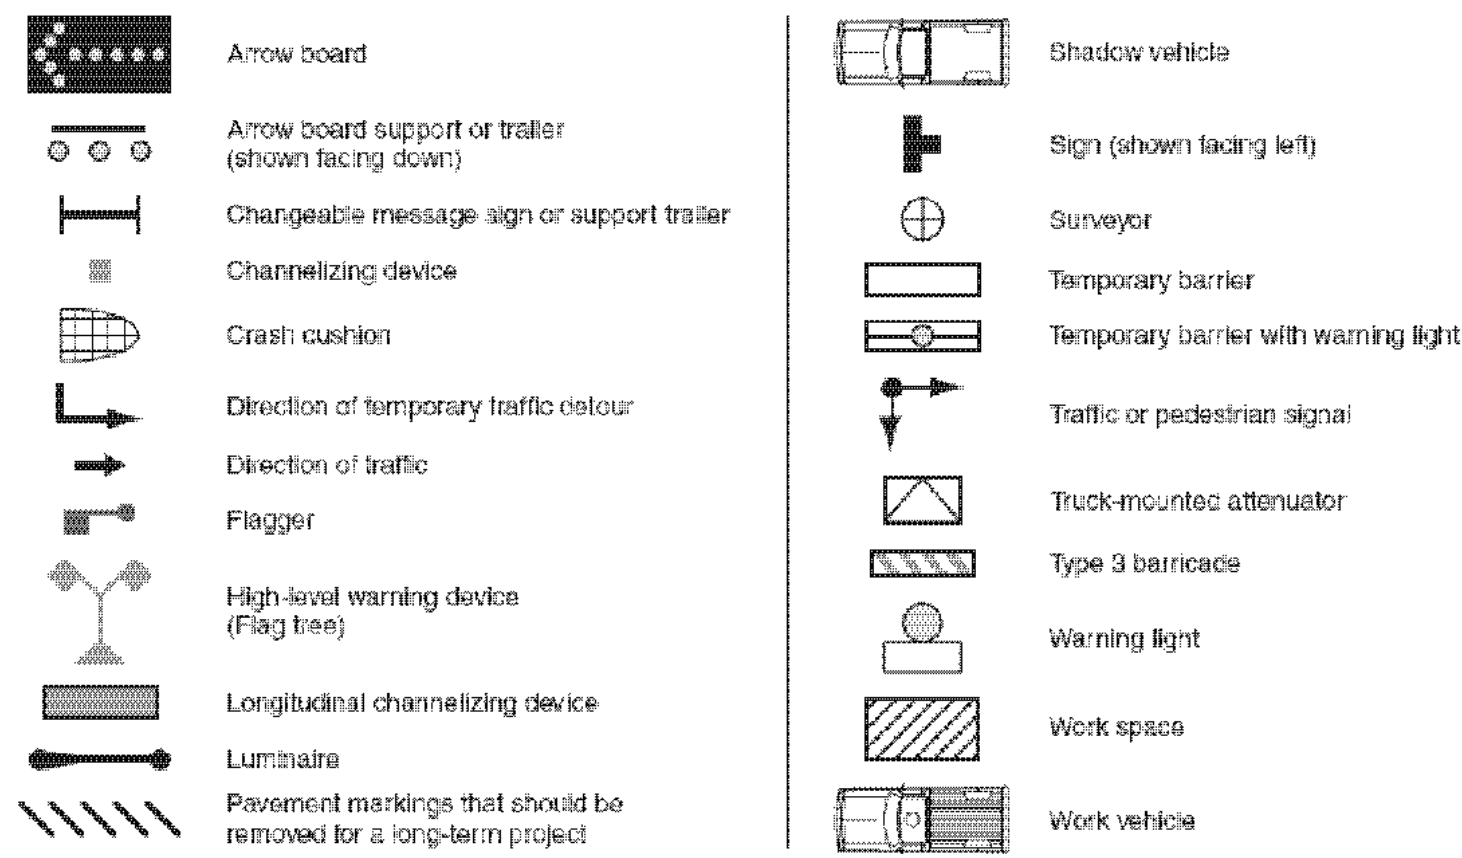 Arrow board
Arrow board support or trailer
(shown facing down)
Changeable message sign or support trailer
Channelizing device
Crash cushion
Direction of temporary traffic detour
Direction of traffic
Flagger
High-level warning device
(Flag tree)
Longitudinal channelizing device
Luminaire
Pavement markings that should be
removed for a long-term project
Shadow vehicle
Sign (shown facing left)
Surveyor
Temporary barrier
Temporary barrier with warning light
Traffic or pedestrian signal
Truck-mounted attenuator
Type 3 barricade
Warning light
Work space
Work vehicle